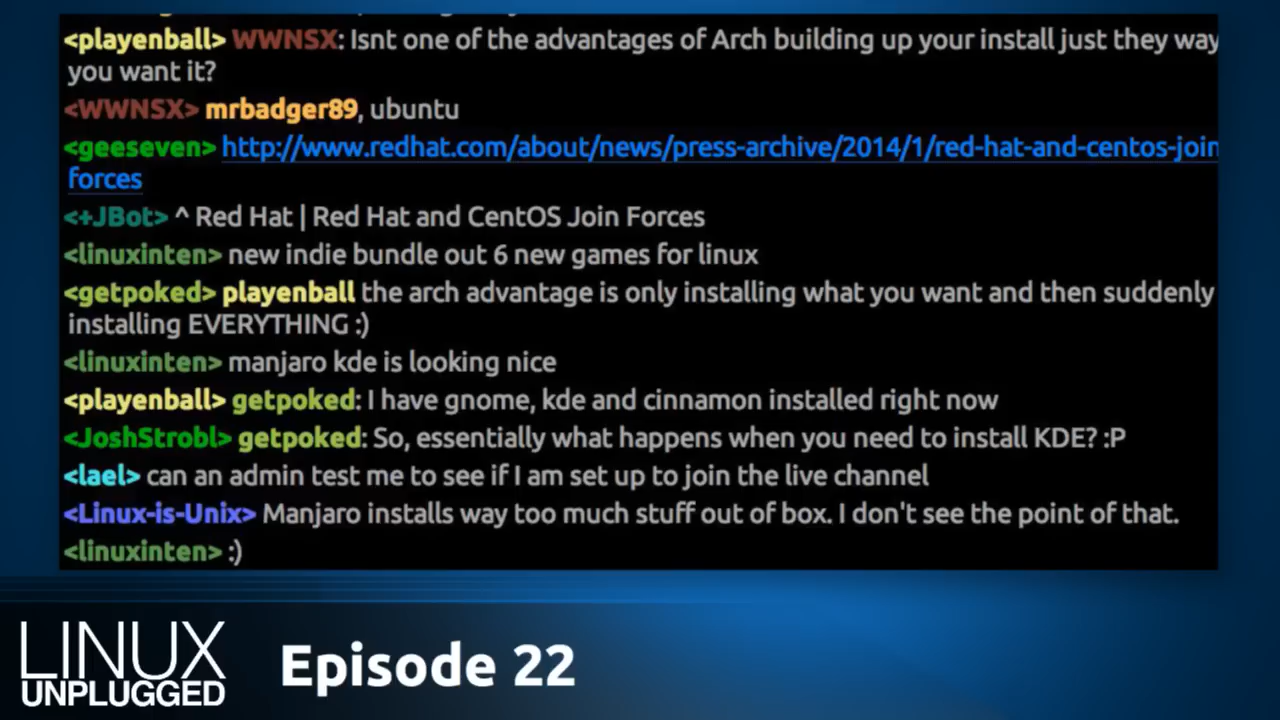 <playenball> WWNSX: Isnt one of the advantages of Arch building up your install just they way
you want it?
<WWNSX> mrbadger89, ubuntu
<geeseven> http://www.redhat.com/about/news/press-archive/2014/1/red-hat-and-centos-join
forces
<+JBot> ^ Red Hat | Red Hat and CentOS Join Forces
<linuxinten> new indie bundle out 6 new games for linux
<getpoked> playenball the arch advantage is only installing what you want and then suddenly
installing EVERYTHING :)
<linuxinten> manjaro kde is looking nice
<playenball> getpoked: I have gnome, kde and cinnamon installed right now
<JoshStrobl> getpoked: So, essentially what happens when you need to install KDE? :P
<lael> can an admin test me to see if I am set up to join the live channel
<Linux-is-Unix> Manjaro installs way too much stuff out of box. I don't see the point of that.
<linuxinten> :)
LINUX
UNPLUGGED
Episode 22